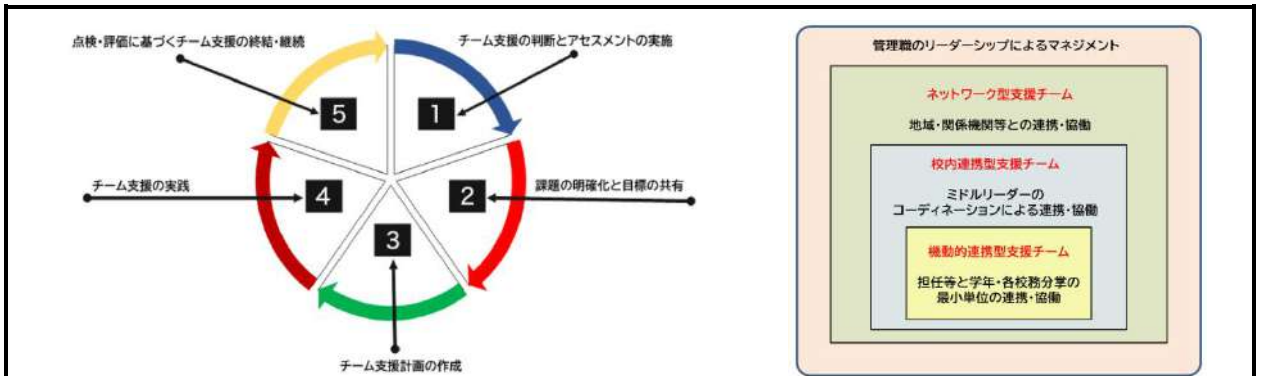 点検・評価に基づくチーム支援の終結・継続
チーム支援の判断とアセスメントの実施
5
1
チーム支援の実践
4
2
課題の明確化と目標の共有
3
チーム支援計画の作成
管理職のリーダーシップによるマネジメント
ネットワーク型支援チーム
地域・関係機関等との連携・協働
校内連携型支援チーム
ミドルリーダーの
コーディネーションによる連携・協働
機動的連携型支援チーム
担任等と学年・各校務分掌の
最小単位の連携・協働